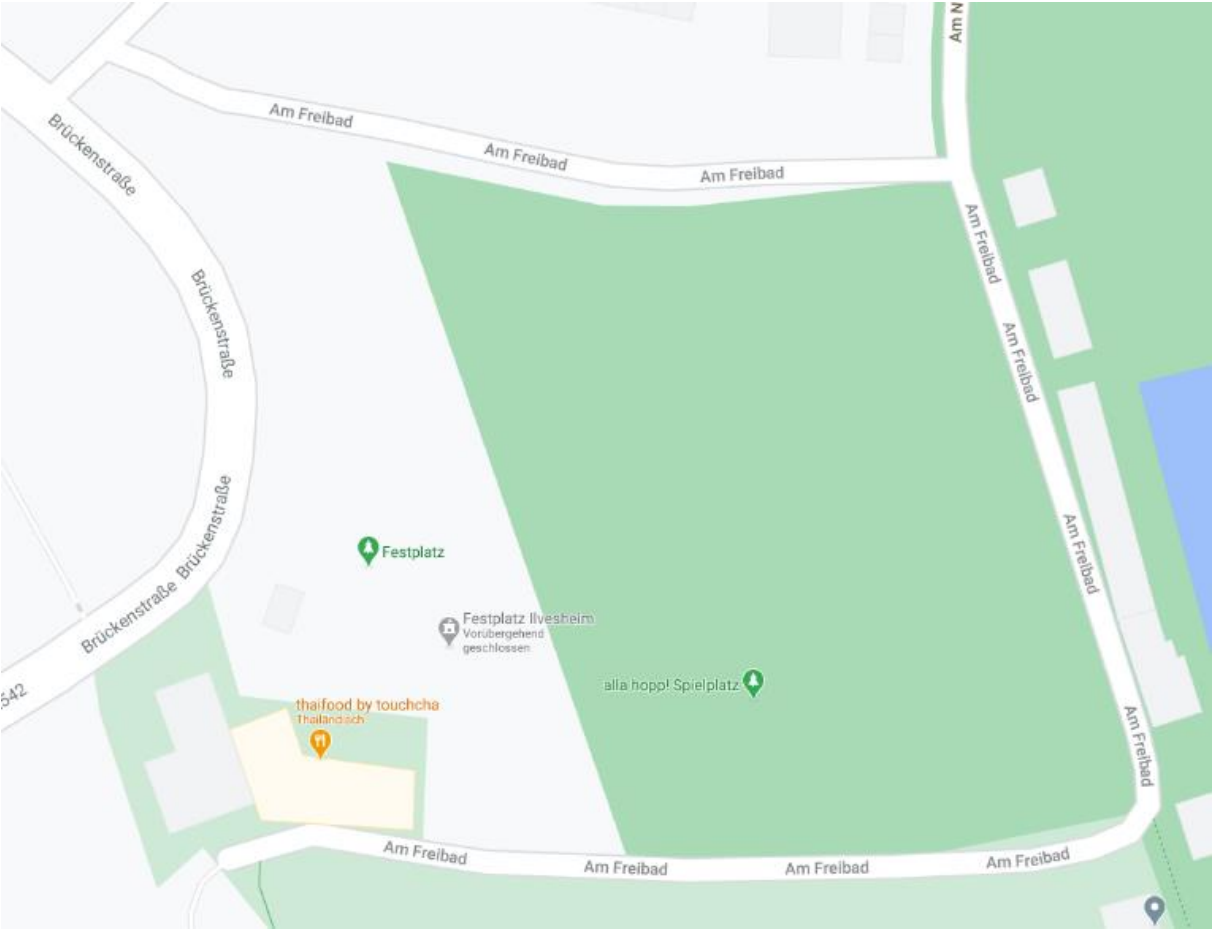 Am N
Am Freibad
Am Freibad
Am Freibad
Brückenstraße
Am Freibad
Brückenstraße
Am Freibad
Brückenstraße
Am Freibad
Festplatz
Brückenstraße
Festplatz Ilvesheim
Vorübergehend
geschlossen
alla hopp! Spielplatz
642
thaifood by touchcha
Thailändisch
Am Freibad
Am Freibad
Am Freibad
Am Freibad
Am Freibad